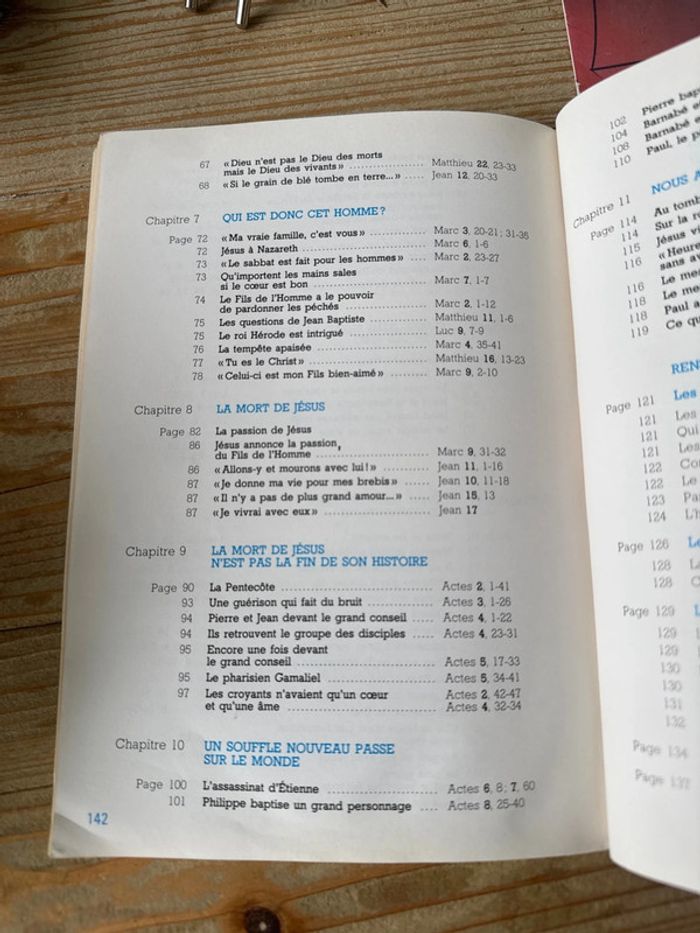 67 «Dieu n'est pas le Dieu des morts
mais le Dieu des vivants» .................. Matthieu 22, 23-33
68 «Si le grain de blé tombe en terre...» ..... Jean 12, 20-33
Chapitre 7 QUI EST DONC CET HOMME?
Page 72 «Ma vraie famille, c'est vous» ............... Marc 3, 20-21; 31-35
72 Jésus à Nazareth ............................ Marc 6, 1-6
73 «Le sabbat est fait pour les hommes» .... Marc 2, 23-27
73 Qu'importent les mains sales
si le cœur est bon ......................... Marc 7, 1-7
74 Le Fils de l'Homme a le pouvoir
de pardonner les péchés .................. Marc 2, 1-12
75 Les questions de Jean Baptiste ............ Matthieu 11, 1-6
75 Le roi Hérode est intrigué .................. Luc 9, 7-9
76 La tempête apaisée ......................... Marc 4, 35-41
77 «Tu es le Christ» ............................ Matthieu 16, 13-23
78 «Celui-ci est mon Fils bien-aimé» ......... Marc 9, 2-10
Chapitre 8 LA MORT DE JÉSUS
Page 82 La passion de Jésus
86 Jésus annonce la passion,
du Fils de l'Homme ......................... Marc 9, 31-32
86 «Allons-y et mourons avec lui!» ........... Jean 11, 1-16
87 «Je donne ma vie pour mes brebis» ...... Jean 10, 11-18
87 «Il n'y a pas de plus grand amour...» ..... Jean 15, 13
87 «Je vivrai avec eux» ........................ Jean 17
Chapitre 9 LA MORT DE JÉSUS
N'EST PAS LA FIN DE SON HISTOIRE
Page 90 La Pentecôte ................................. Actes 2, 1-41
93 Une guérison qui fait du bruit .............. Actes 3, 1-26
94 Pierre et Jean devant le grand conseil ..... Actes 4, 1-22
94 Ils retrouvent le groupe des disciples ..... Actes 4, 23-31
95 Encore une fois devant
le grand conseil ............................. Actes 5, 17-33
95 Le pharisien Gamaliel ....................... Actes 5, 34-41
97 Les croyants n'avaient qu'un cœur Actes 2, 42-47
et qu'une âme ............................... Actes 4, 32-34
Chapitre 10 UN SOUFFLE NOUVEAU PASSE
SUR LE MONDE
Page 100 L'assassinat d'Étienne ...................... Actes 6, 8; 7, 60
101 Philippe baptise un grand personnage .... Actes 8, 25-40
142
102 Pierre bap
104 Barnabé e
108 Barnabé e
110 Paul, le p
Chapitre 11 NOUS A
Page 114 Au tomb
114 Sur la
115 Jésus vi
116 «Heure
sans av
116 Le me
118 Le me
118 Paul a
119 Ce qu
REN
Page 121 Les
121 Les
121 Qui
121 Les
122 Co
122 Le
123 Pa
124 L'h
Page 126 Le
128 L
128 C
Page 129
129
129
130
130
131
132
Page 134
Page 137